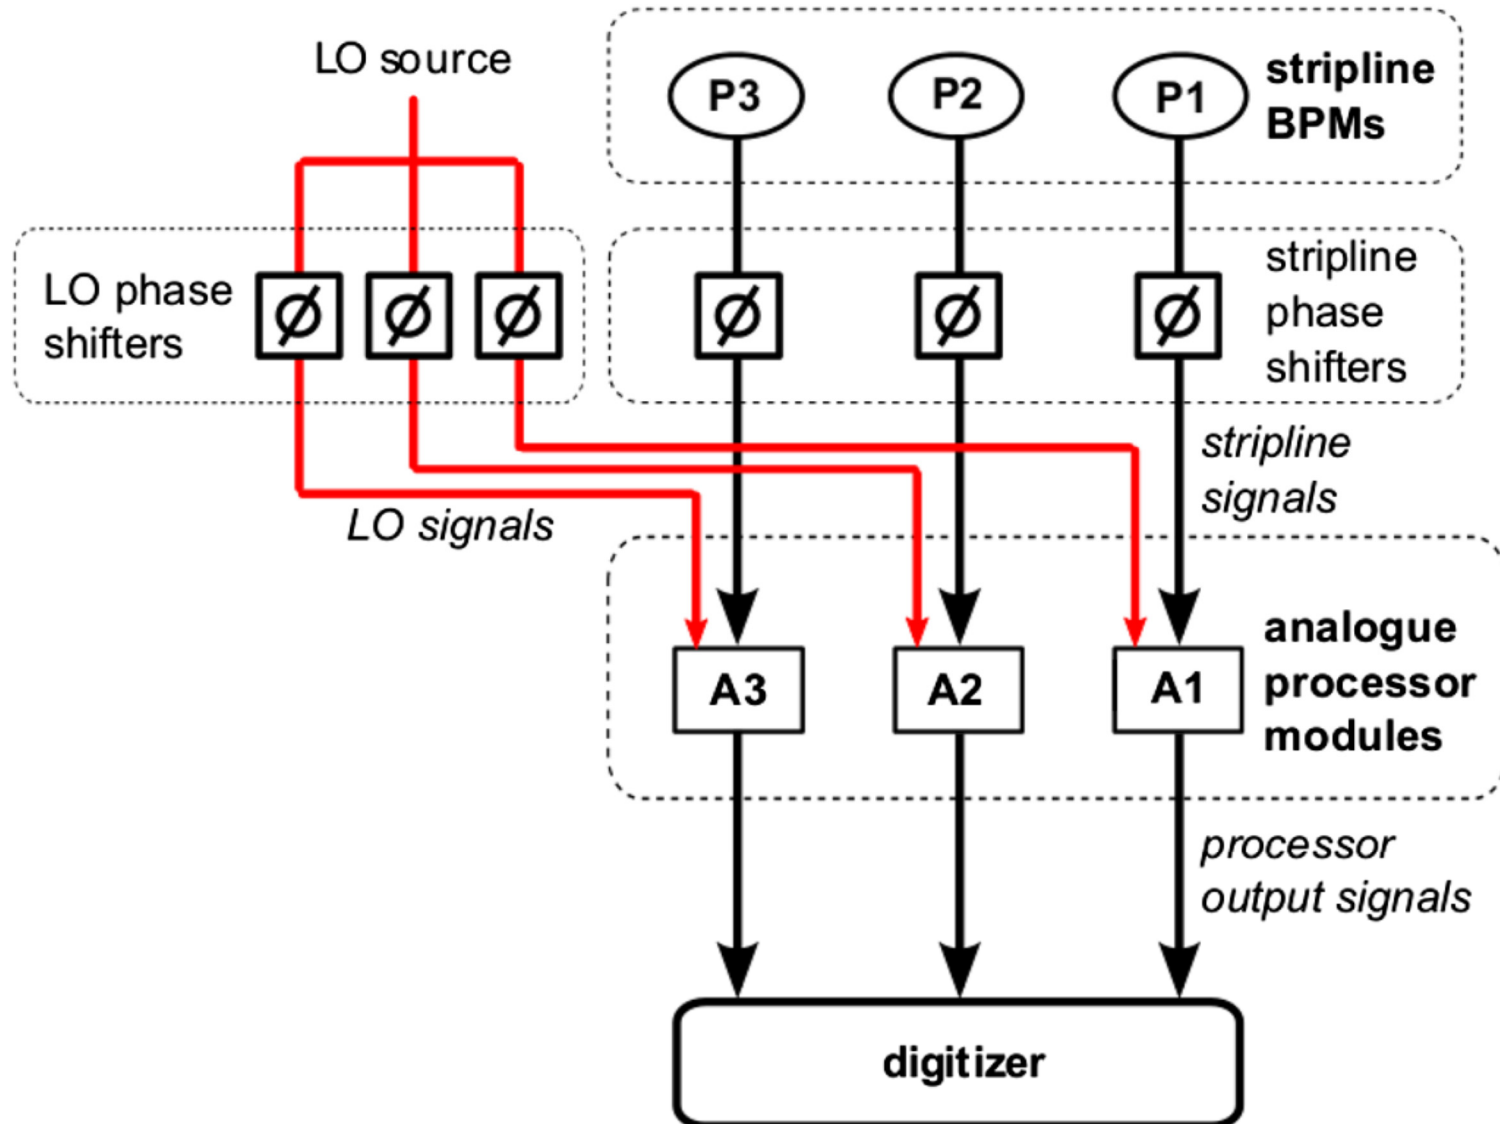 LO source
P3
P2
P1
stripline
BPMs
LO phase
shifters
Ø
Ø
Ø
Ø
Ø
Ø
stripline
phase
shifters
stripline
signals
LO signals
A3
A2
A1
analogue
processor
modules
processor
output signals
digitizer